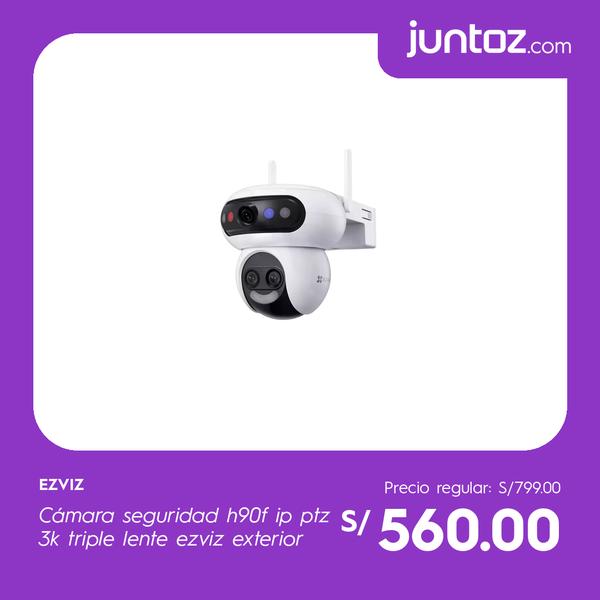 juntoz.com
EZVIZ
Cámara seguridad h90f ip ptz
3k triple lente ezviz exterior
Precio regular: S/799.00
S/ 560.00